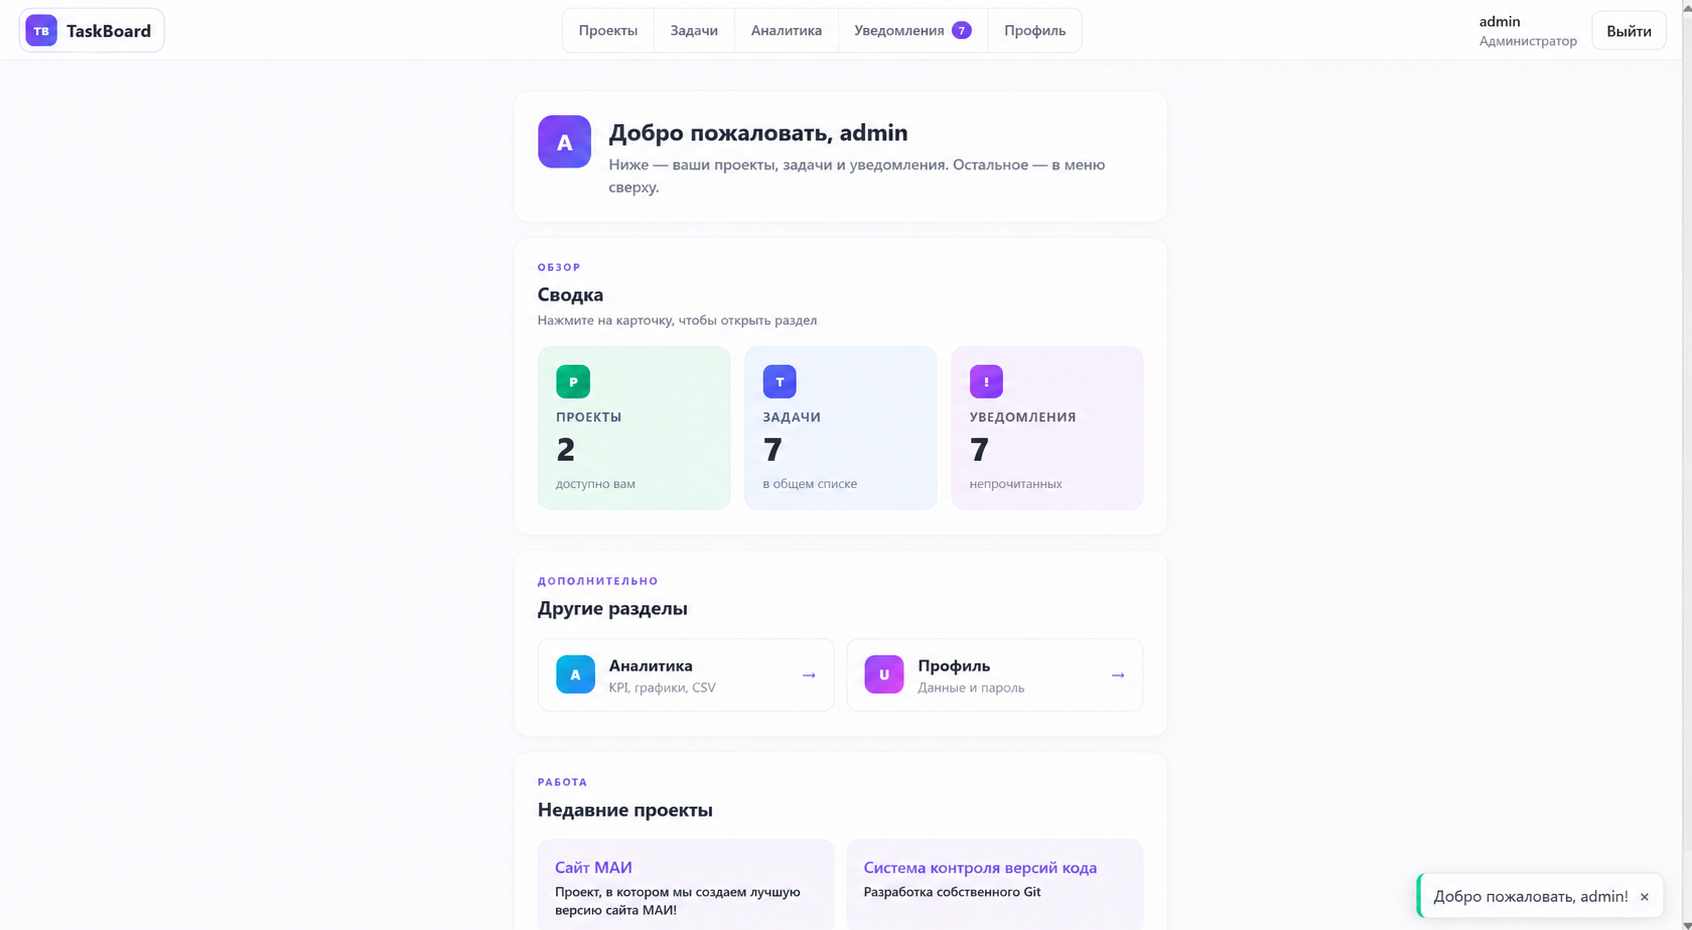 TB TaskBoard
Проекты
Задачи
Аналитика
Уведомления 7
Профиль
admin
Администратор
Выйти
A
Добро пожаловать, admin
Ниже — ваши проекты, задачи и уведомления. Остальное — в меню
сверху.
ОБЗОР
Сводка
Нажмите на карточку, чтобы открыть раздел
P
ПРОЕКТЫ
2
доступно вам
T
ЗАДАЧИ
7
в общем списке
!
УВЕДОМЛЕНИЯ
7
непрочитанных
ДОПОЛНИТЕЛЬНО
Другие разделы
A
Аналитика
KPI, графики, CSV
→
U
Профиль
Данные и пароль
→
РАБОТА
Недавние проекты
Сайт МАИ
Проект, в котором мы создаем лучшую
версию сайта МАИ!
Система контроля версий кода
Разработка собственного Git
Добро пожаловать, admin! ×